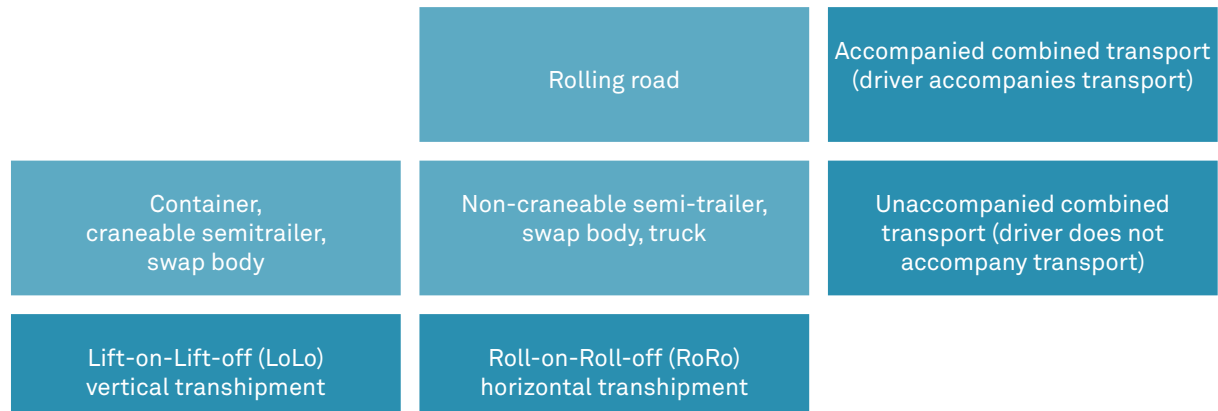 Rolling road
Accompanied combined transport
(driver accompanies transport)
Container,
craneable semitrailer,
swap body
Non-craneable semi-trailer,
swap body, truck
Unaccompanied combined
transport (driver does not
accompany transport)
Lift-on-Lift-off (LoLo)
vertical transhipment
Roll-on-Roll-off (RoRo)
horizontal transhipment